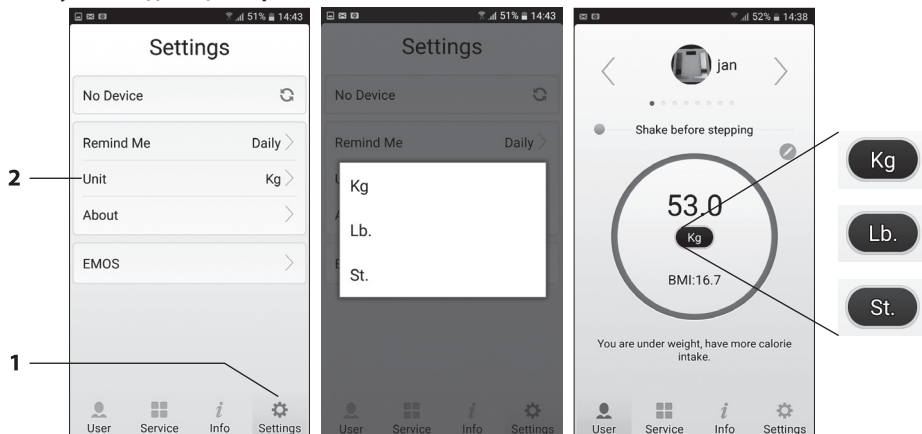 51% 14:43
Settings
No Device
Remind Me Daily
2
Unit Kg
About
EMOS
1
User Service Info Settings
51% 14:43
Settings
No Device
Remind Me Daily
Kg
Lb.
St.
User Service Info Settings
52% 14:38
jan
Shake before stepping
53.0
Kg
BMI:16.7
You are under weight, have more calorie
intake.
User Service Info Settings
Kg
Lb.
St.